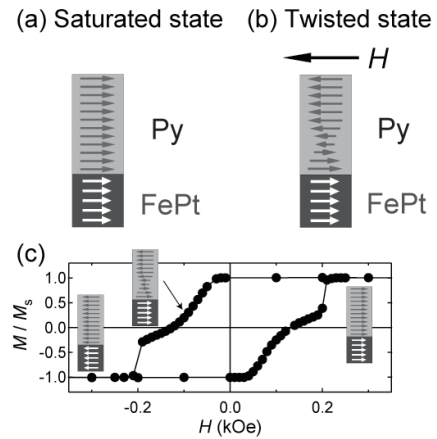 (a) Saturated state
(b) Twisted state
H
Py
FePt
Py
FePt
(c)
1.0
0.5
0.0
-0.5
-1.0
M / Ms
-0.2
0.0
0.2
H (kOe)